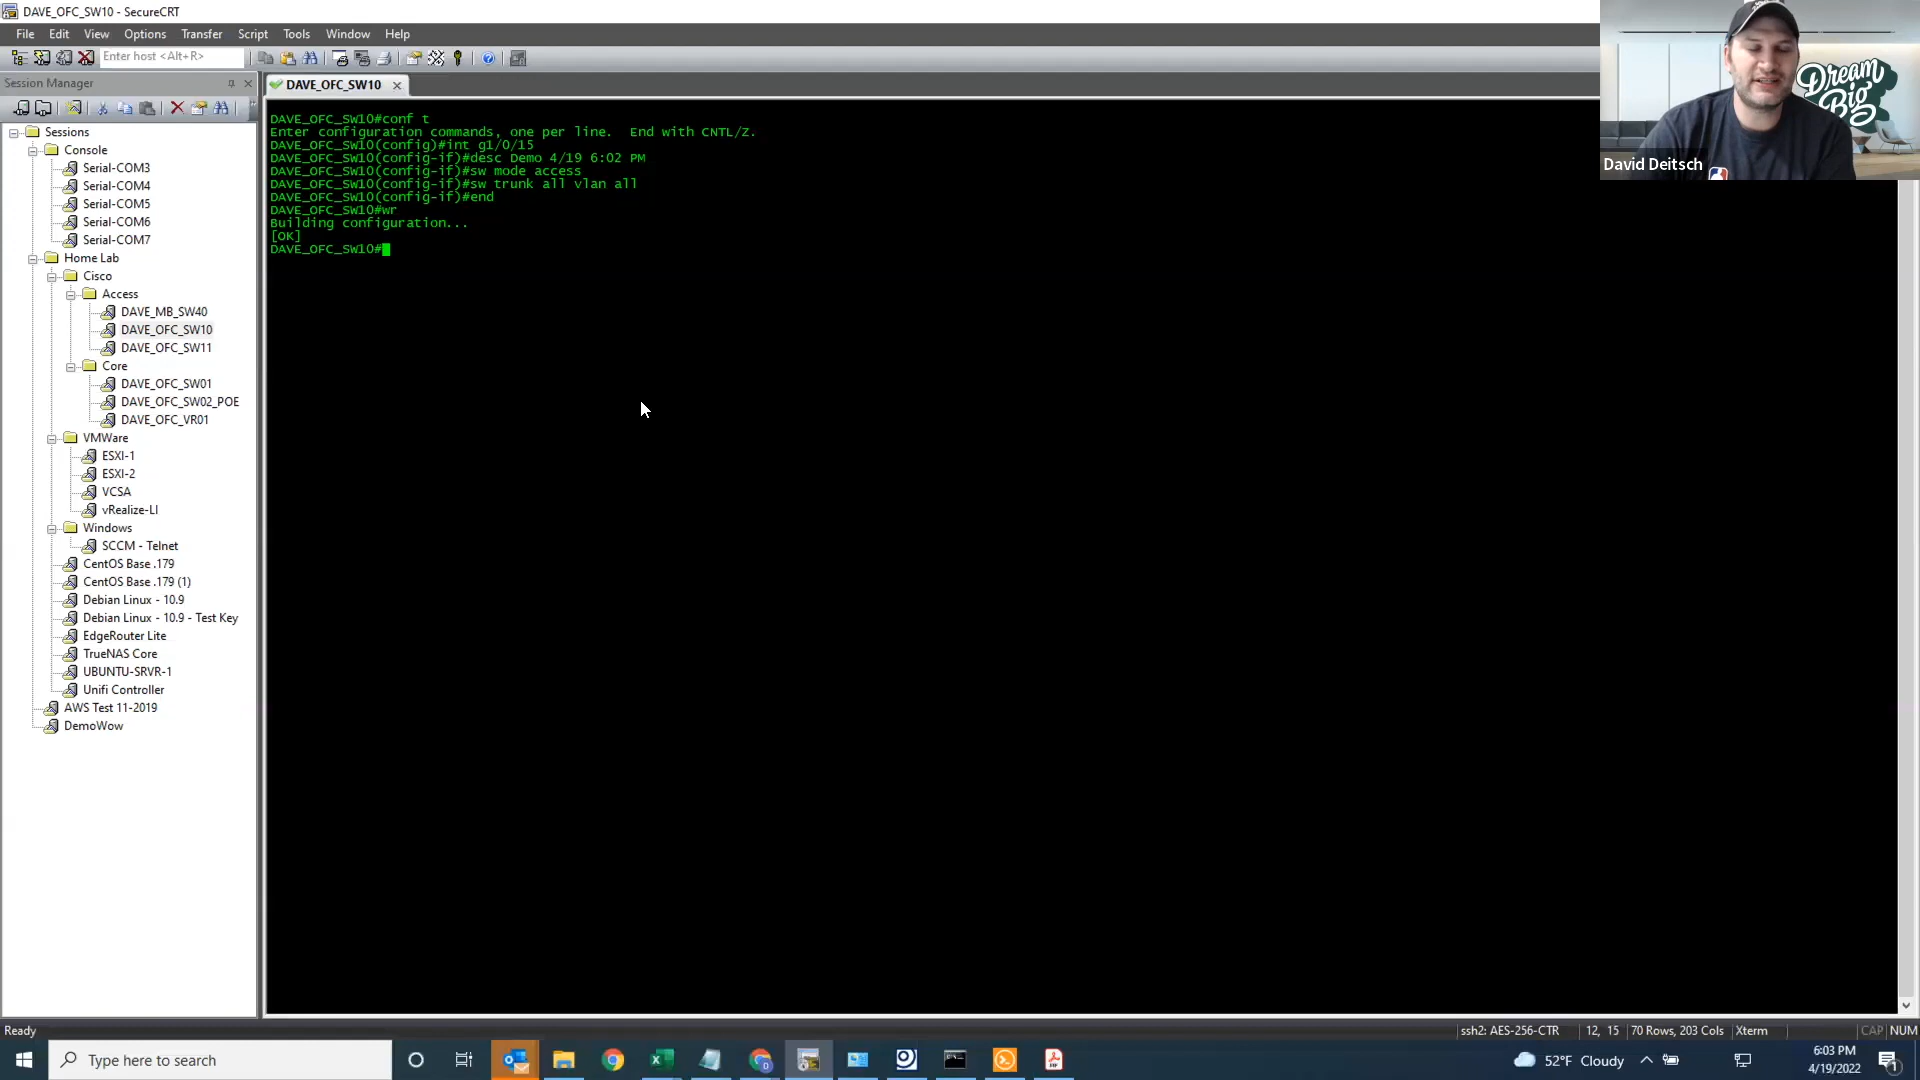 DAVE_OFC_SW10 - SecureCRT
File Edit View Options Transfer Script Tools Window Help
Enter host <Alt+R>
Session Manager
DAVE_OFC_SW10
Sessions
Console
Serial-COM3
Serial-COM4
Serial-COM5
Serial-COM6
Serial-COM7
Home Lab
Cisco
Access
DAVE_MB_SW40
DAVE_OFC_SW10
DAVE_OFC_SW11
Core
DAVE_OFC_SW01
DAVE_OFC_SW02_POE
DAVE_OFC_VR01
VMWare
ESXI-1
ESXI-2
VCSA
vRealize-LI
Windows
SCCM - Telnet
CentOS Base .179
CentOS Base .179 (1)
Debian Linux - 10.9
Debian Linux - 10.9 - Test Key
EdgeRouter Lite
TrueNAS Core
UBUNTU-SRVR-1
Unifi Controller
AWS Test 11-2019
DemoWow
DAVE_OFC_SW10#conf t
Enter configuration commands, one per line.  End with CNTL/Z.
DAVE_OFC_SW10(config)#int g1/0/15
DAVE_OFC_SW10(config-if)#desc Demo 4/19 6:02 PM
DAVE_OFC_SW10(config-if)#sw mode access
DAVE_OFC_SW10(config-if)#sw trunk all vlan all
DAVE_OFC_SW10(config-if)#end
DAVE_OFC_SW10#wr
Building configuration...
[OK]
DAVE_OFC_SW10#
Dream
Big
David Deitsch
Ready
ssh2: AES-256-CTR 12, 15 70 Rows, 203 Cols Xterm CAP NUM
Type here to search
52°F Cloudy
6:03 PM
4/19/2022
1